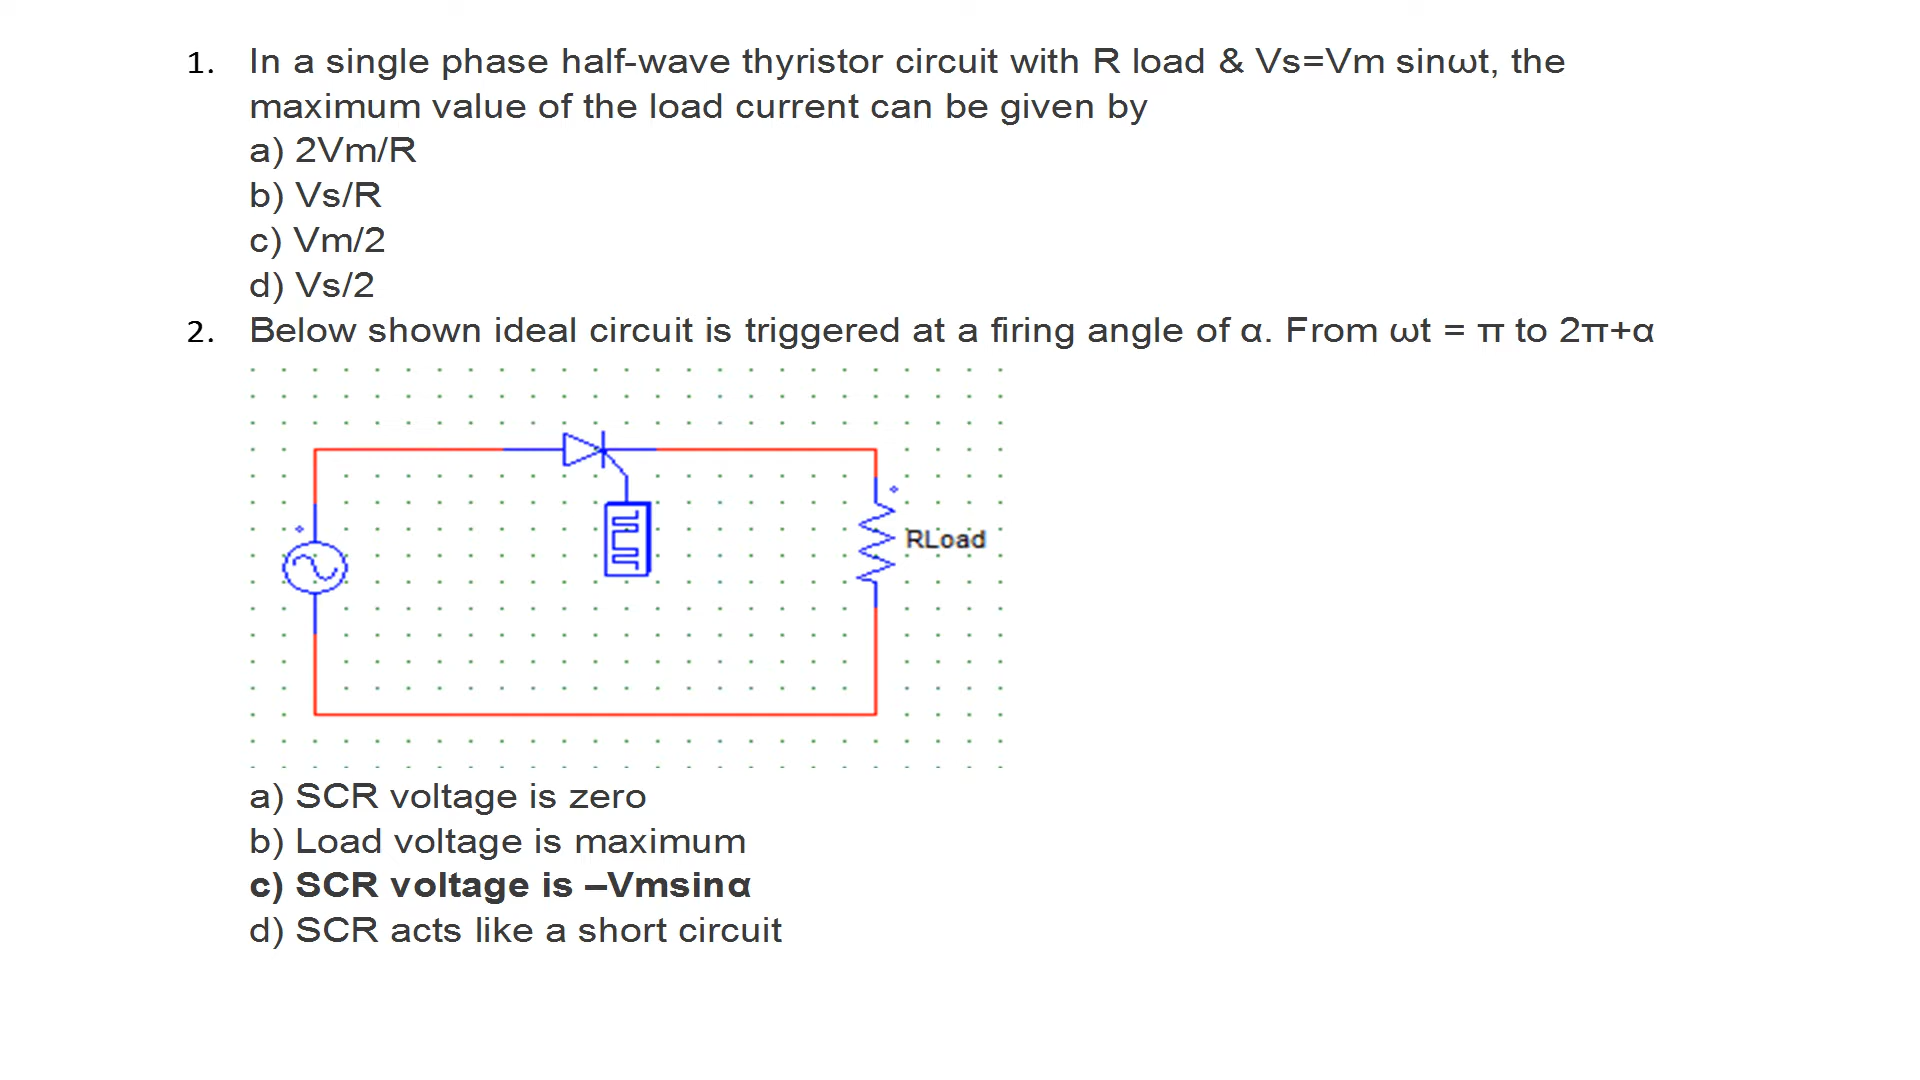 1. In a single phase half-wave thyristor circuit with R load & Vs=Vm sinωt, the
maximum value of the load current can be given by
a) 2Vm/R
b) Vs/R
c) Vm/2
d) Vs/2
2. Below shown ideal circuit is triggered at a firing angle of α. From ωt = π to 2π+α
RLoad
a) SCR voltage is zero
b) Load voltage is maximum
c) SCR voltage is –Vmsinα
d) SCR acts like a short circuit